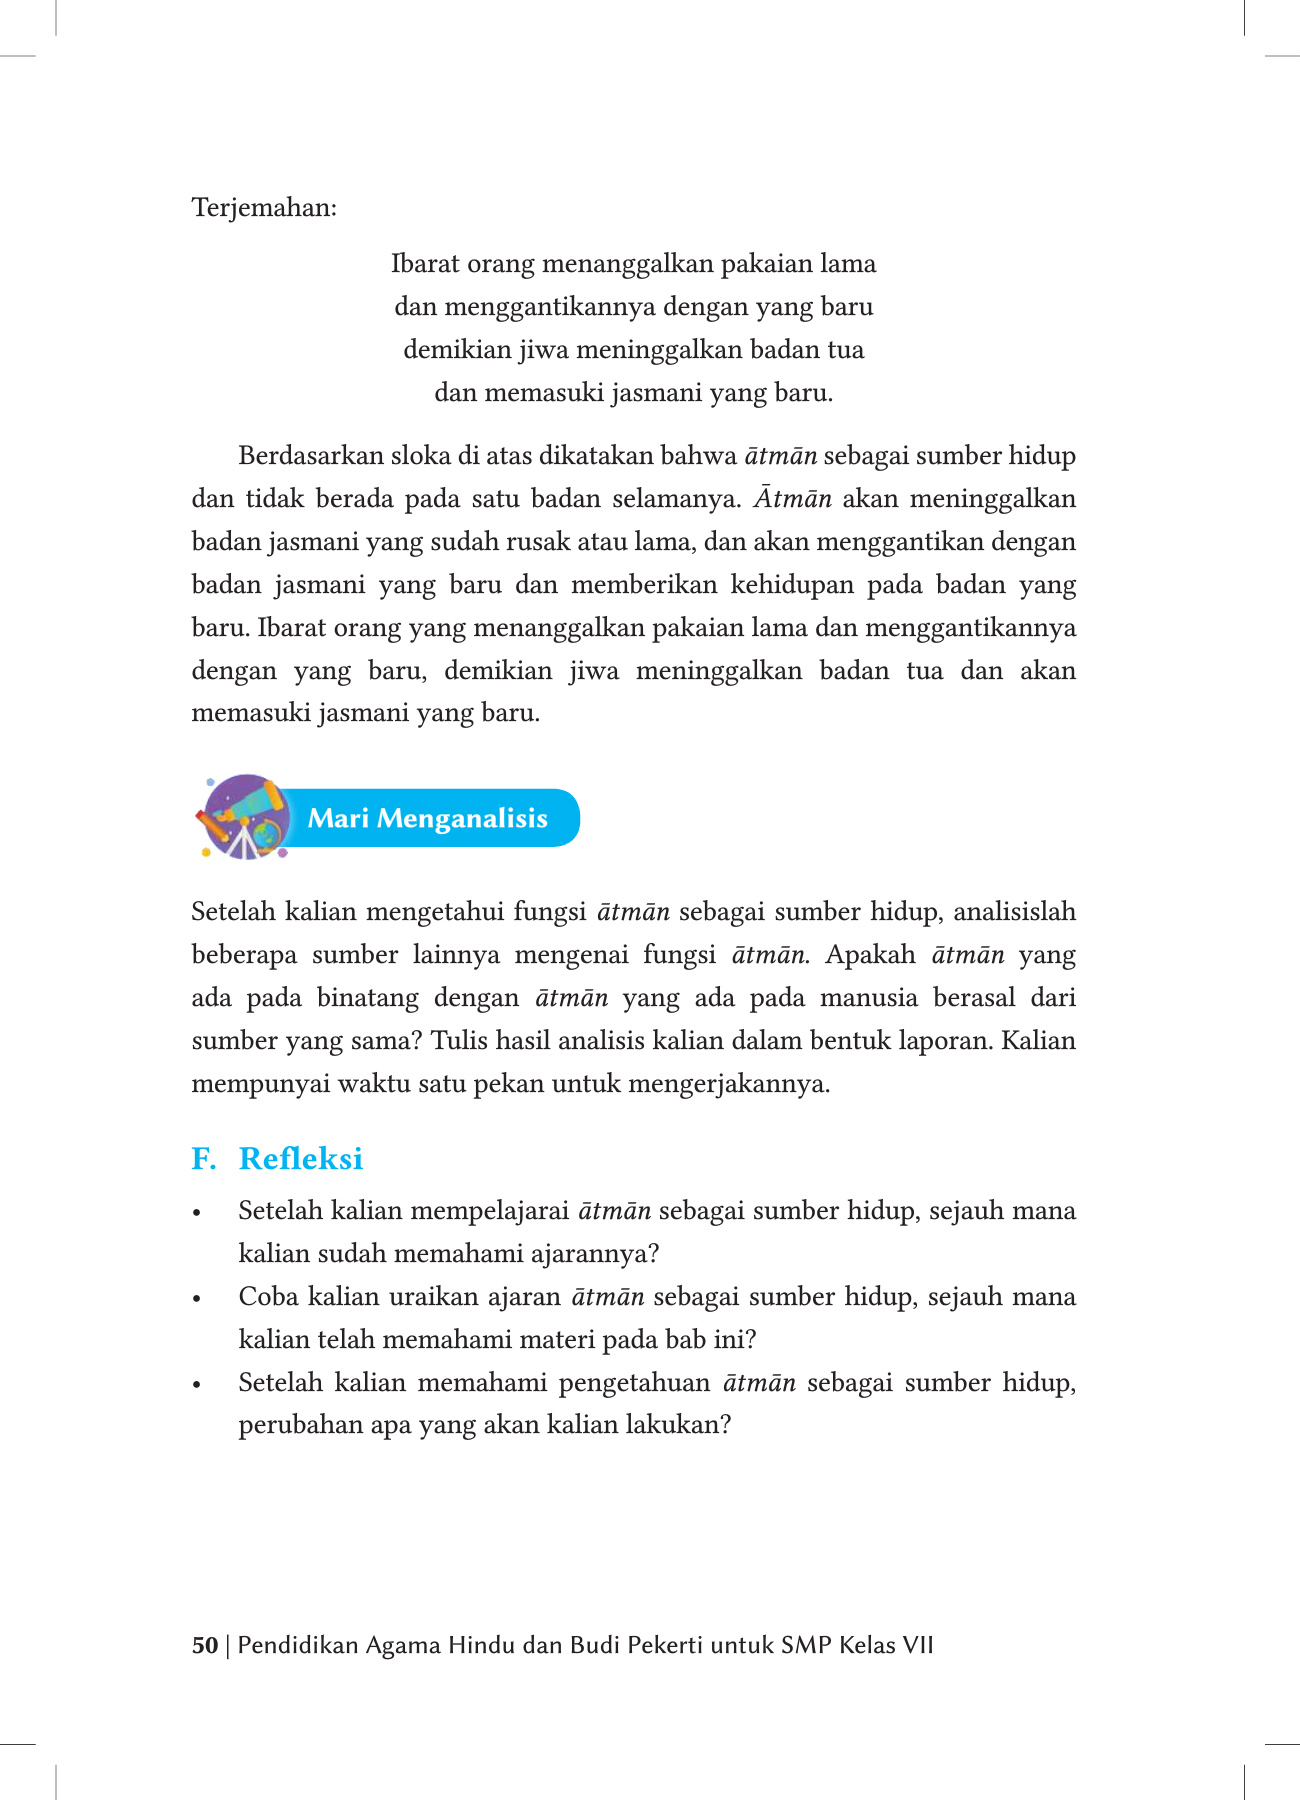 Terjemahan:
Ibarat orang menanggalkan pakaian lama
dan menggantikannya dengan yang baru
demikian jiwa meninggalkan badan tua
dan memasuki jasmani yang baru.
Berdasarkan sloka di atas dikatakan bahwa ātmān sebagai sumber hidup
dan tidak berada pada satu badan selamanya. Ātmān akan meninggalkan
badan jasmani yang sudah rusak atau lama, dan akan menggantikan dengan
badan jasmani yang baru dan memberikan kehidupan pada badan yang
baru. Ibarat orang yang menanggalkan pakaian lama dan menggantikannya
dengan yang baru, demikian jiwa meninggalkan badan tua dan akan
memasuki jasmani yang baru.
Mari Menganalisis
Setelah kalian mengetahui fungsi ātmān sebagai sumber hidup, analisislah
beberapa sumber lainnya mengenai fungsi ātmān. Apakah ātmān yang
ada pada binatang dengan ātmān yang ada pada manusia berasal dari
sumber yang sama? Tulis hasil analisis kalian dalam bentuk laporan. Kalian
mempunyai waktu satu pekan untuk mengerjakannya.
F. Refleksi
• Setelah kalian mempelajarai ātmān sebagai sumber hidup, sejauh mana
kalian sudah memahami ajarannya?
• Coba kalian uraikan ajaran ātmān sebagai sumber hidup, sejauh mana
kalian telah memahami materi pada bab ini?
• Setelah kalian memahami pengetahuan ātmān sebagai sumber hidup,
perubahan apa yang akan kalian lakukan?
50 | Pendidikan Agama Hindu dan Budi Pekerti untuk SMP Kelas VII